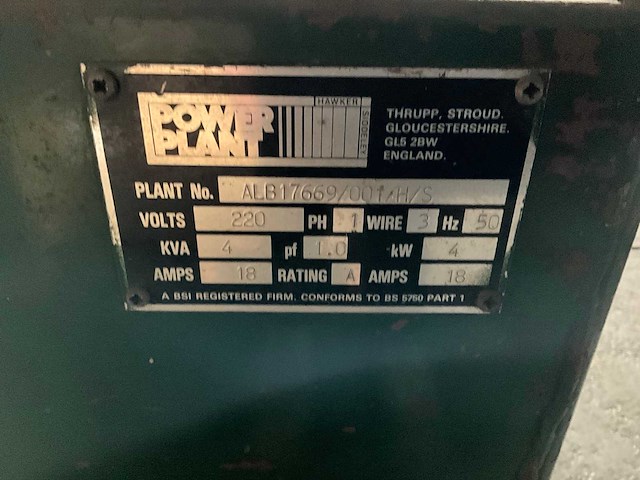 POWER PLANT
HAWKER
SIDDELEY
THRUPP, STROUD.
GLOUCESTERSHIRE.
GL5 2BW
ENGLAND.
PLANT No. ALB17669/001/H/S
VOLTS 220 PH 1 WIRE 3 Hz 50
KVA 4 pf 1.0 kW 4
AMPS 18 RATING A AMPS 18
A BSI REGISTERED FIRM. CONFORMS TO BS 5750 PART 1